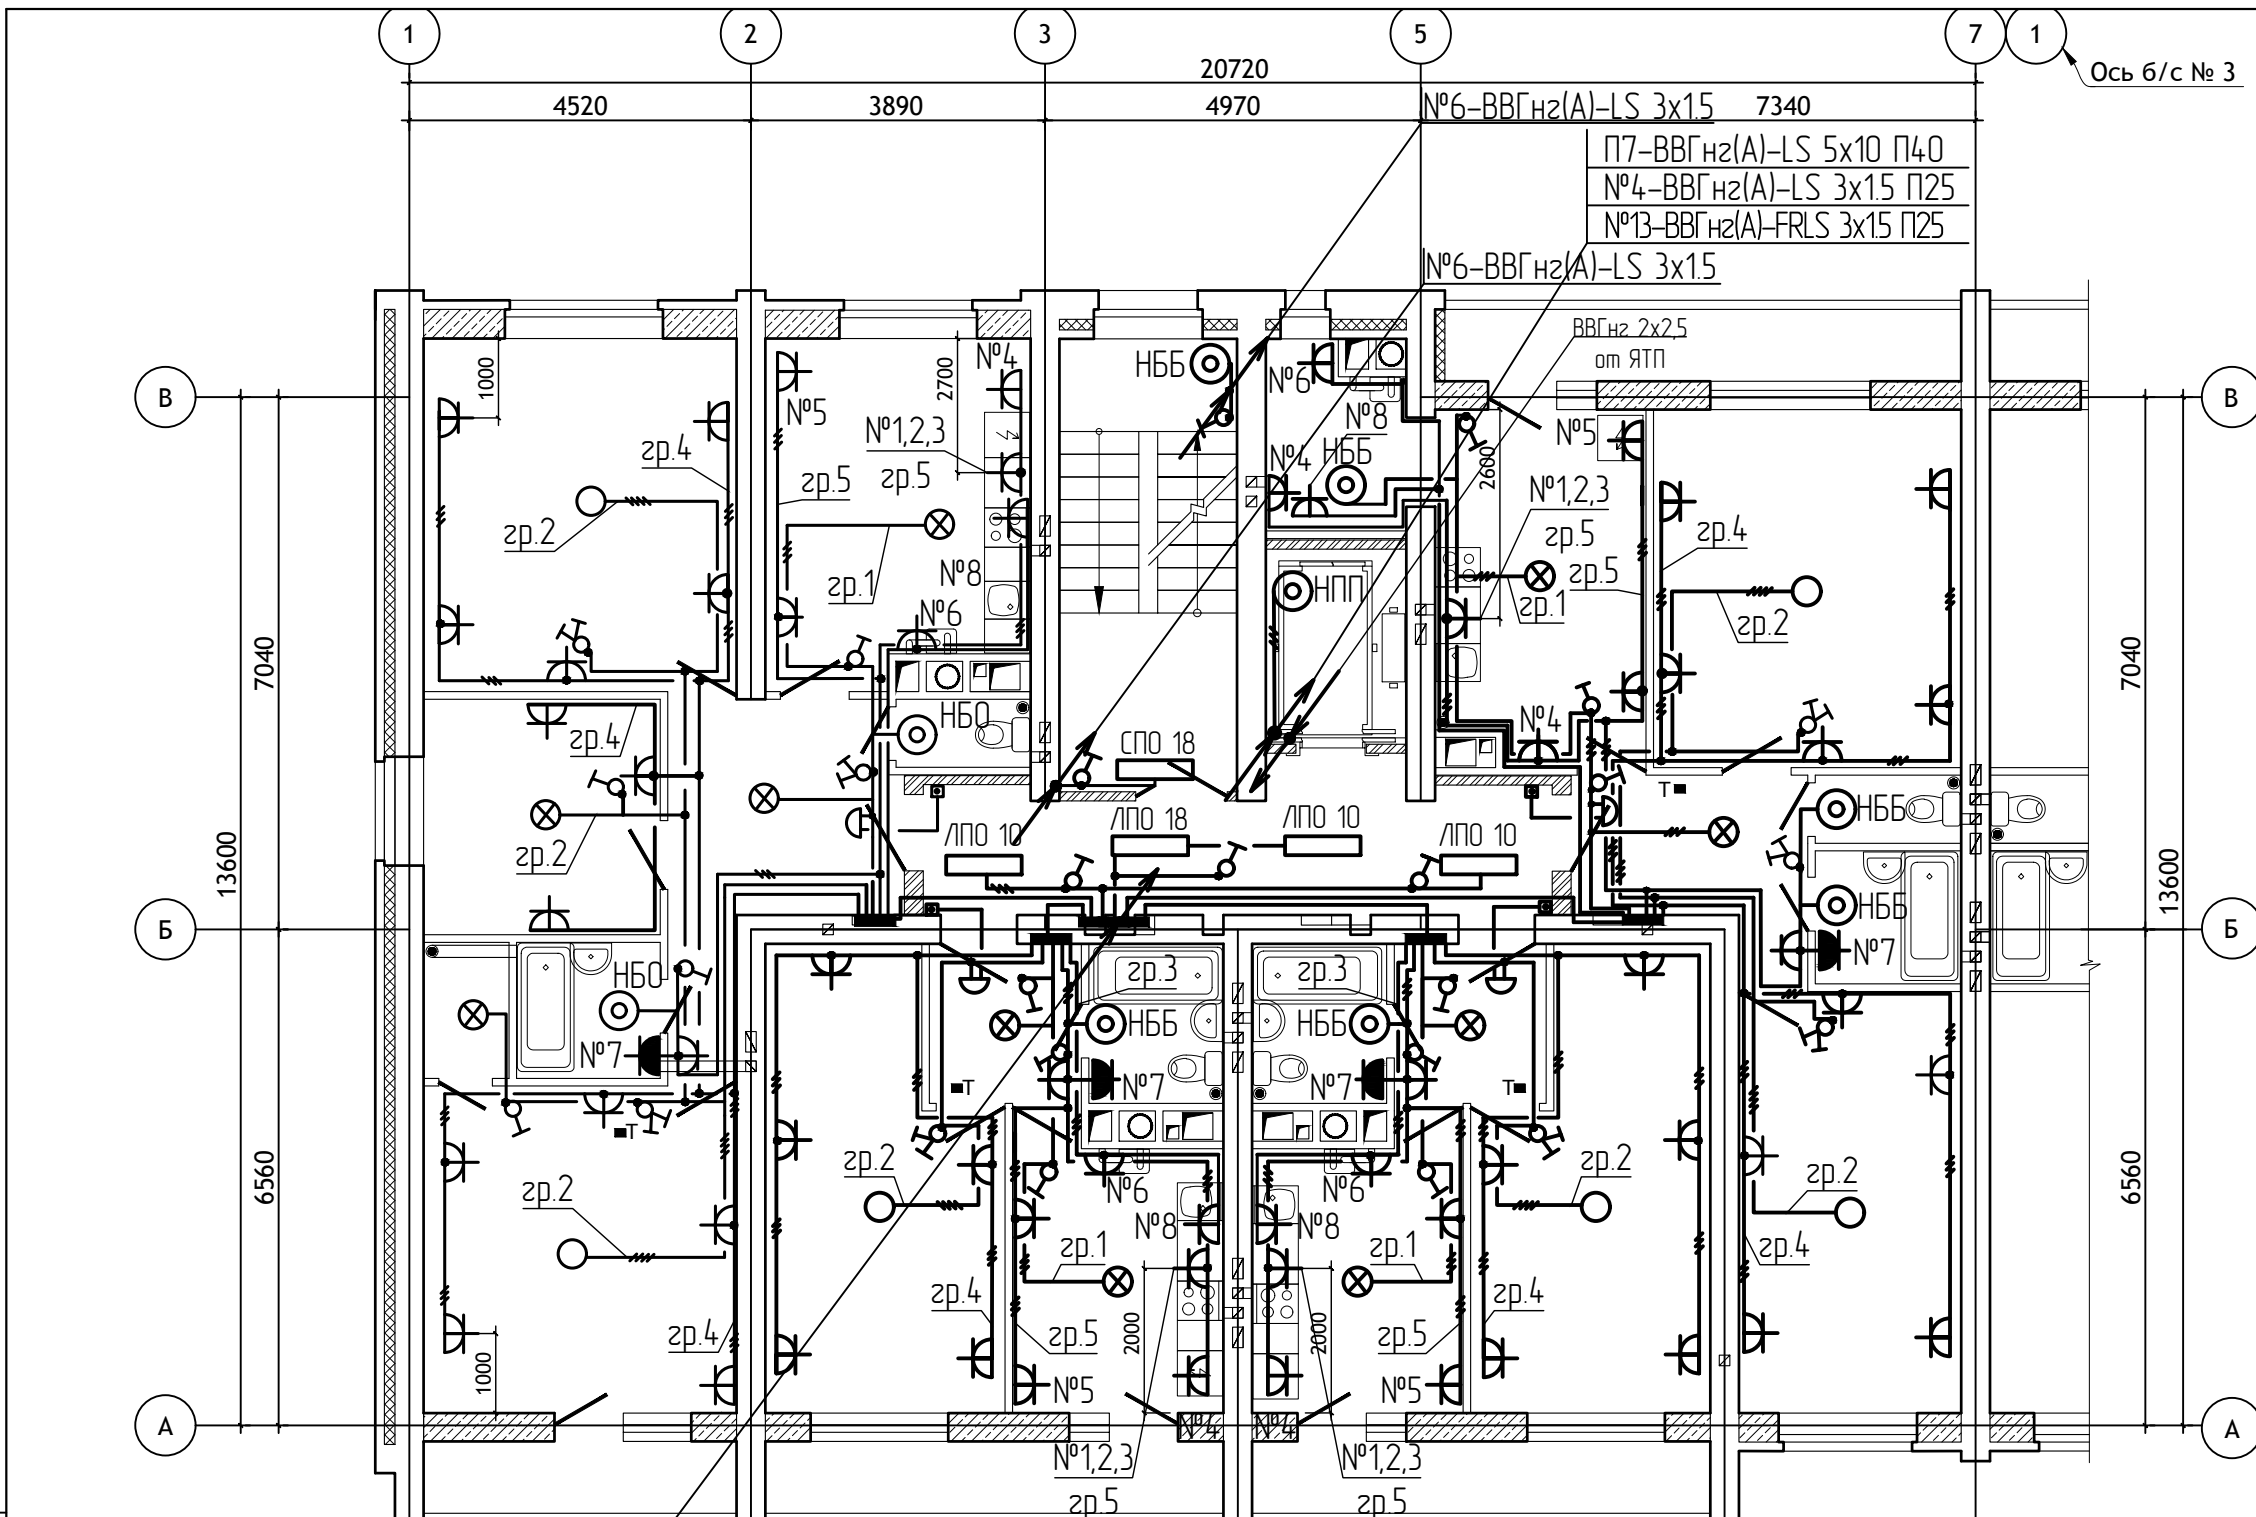 1
2
3
5
7
1
Ось б/с № 3
20720
4520
3890
4970
7340
№6-ВВГнг(А)-LS 3х1.5
П7-ВВГнг(А)-LS 5х10 П40
№4-ВВГнг(А)-LS 3х1.5 П25
№13-ВВГнг(А)-FRLS 3х1.5 П25
№6-ВВГнг(А)-LS 3х1.5
ВВГнг 2х2,5
от ЯТП
В
1000
2700
№4
НББ
№6
№8
В
№5
№1,2,3
гр.5
гр.5
гр.4
№4
НББ
№5
2600
№1,2,3
гр.5
гр.5
гр.4
гр.2
гр.1
№8
№6
НПП
гр.1
гр.2
7040
7040
НБО
гр.4
СПО 18
№4
Т
НББ
13600
гр.2
ЛПО 10
ЛПО 18
ЛПО 10
ЛПО 10
13600
Б
НББ
Б
№7
НБО
гр.3
гр.3
№7
НББ
НББ
Т
Т
№7
№7
Т
6560
гр.2
гр.2
№6
№8
№6
№8
гр.2
гр.2
6560
гр.1
гр.1
гр.4
гр.4
гр.4
гр.5
2000
2000
гр.5
гр.4
1000
№5
№5
А
№4
№4
А
№1,2,3
гр.5
№1,2,3
гр.5